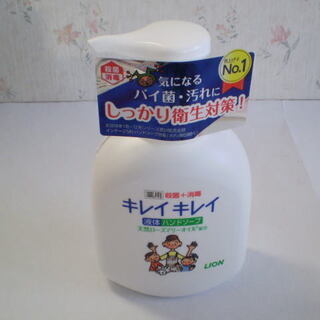 殺菌
消毒
売上げ
No.1
気になる
バイ菌・汚れに
しっかり衛生対策!
薬用 殺菌+消毒
キレイキレイ
液体ハンドソープ
天然ローズマリーオイル配合
LION